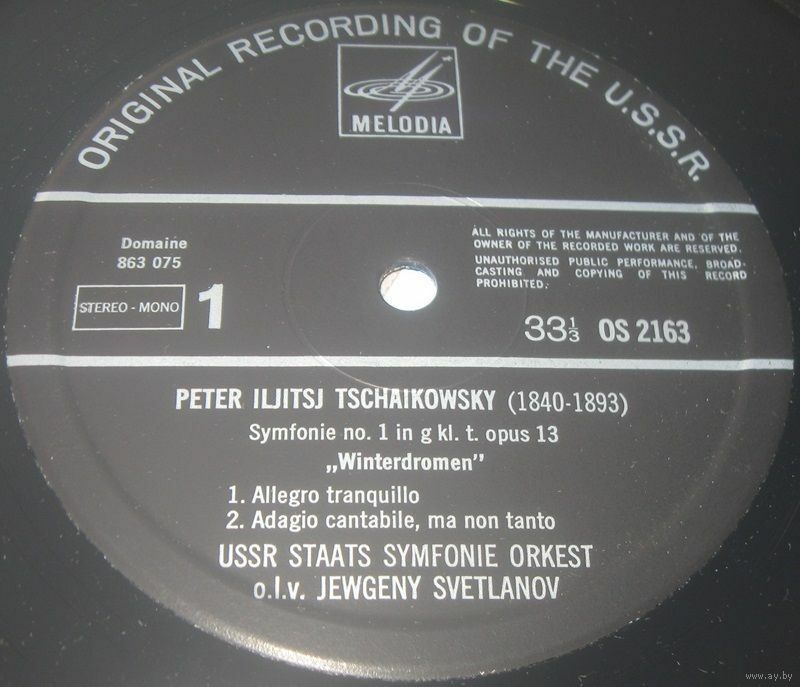 ORIGINAL RECORDING OF THE U.S.S.R.
MELODIA
Domaine
863 075
STEREO - MONO
1
ALL RIGHTS OF THE MANUFACTURER AND OF THE
OWNER OF THE RECORDED WORK ARE RESERVED.
UNAUTHORISED PUBLIC PERFORMANCE, BROAD-
CASTING AND COPYING OF THIS RECORD
PROHIBITED.
33⅓ OS 2163
PETER ILJITSJ TSCHAIKOWSKY (1840-1893)
Symfonie no. 1 in g kl. t. opus 13
„Winterdromen”
1. Allegro tranquillo
2. Adagio cantabile, ma non tanto
USSR STAATS SYMFONIE ORKEST
o.l.v. JEWGENY SVETLANOV
www.ay.by